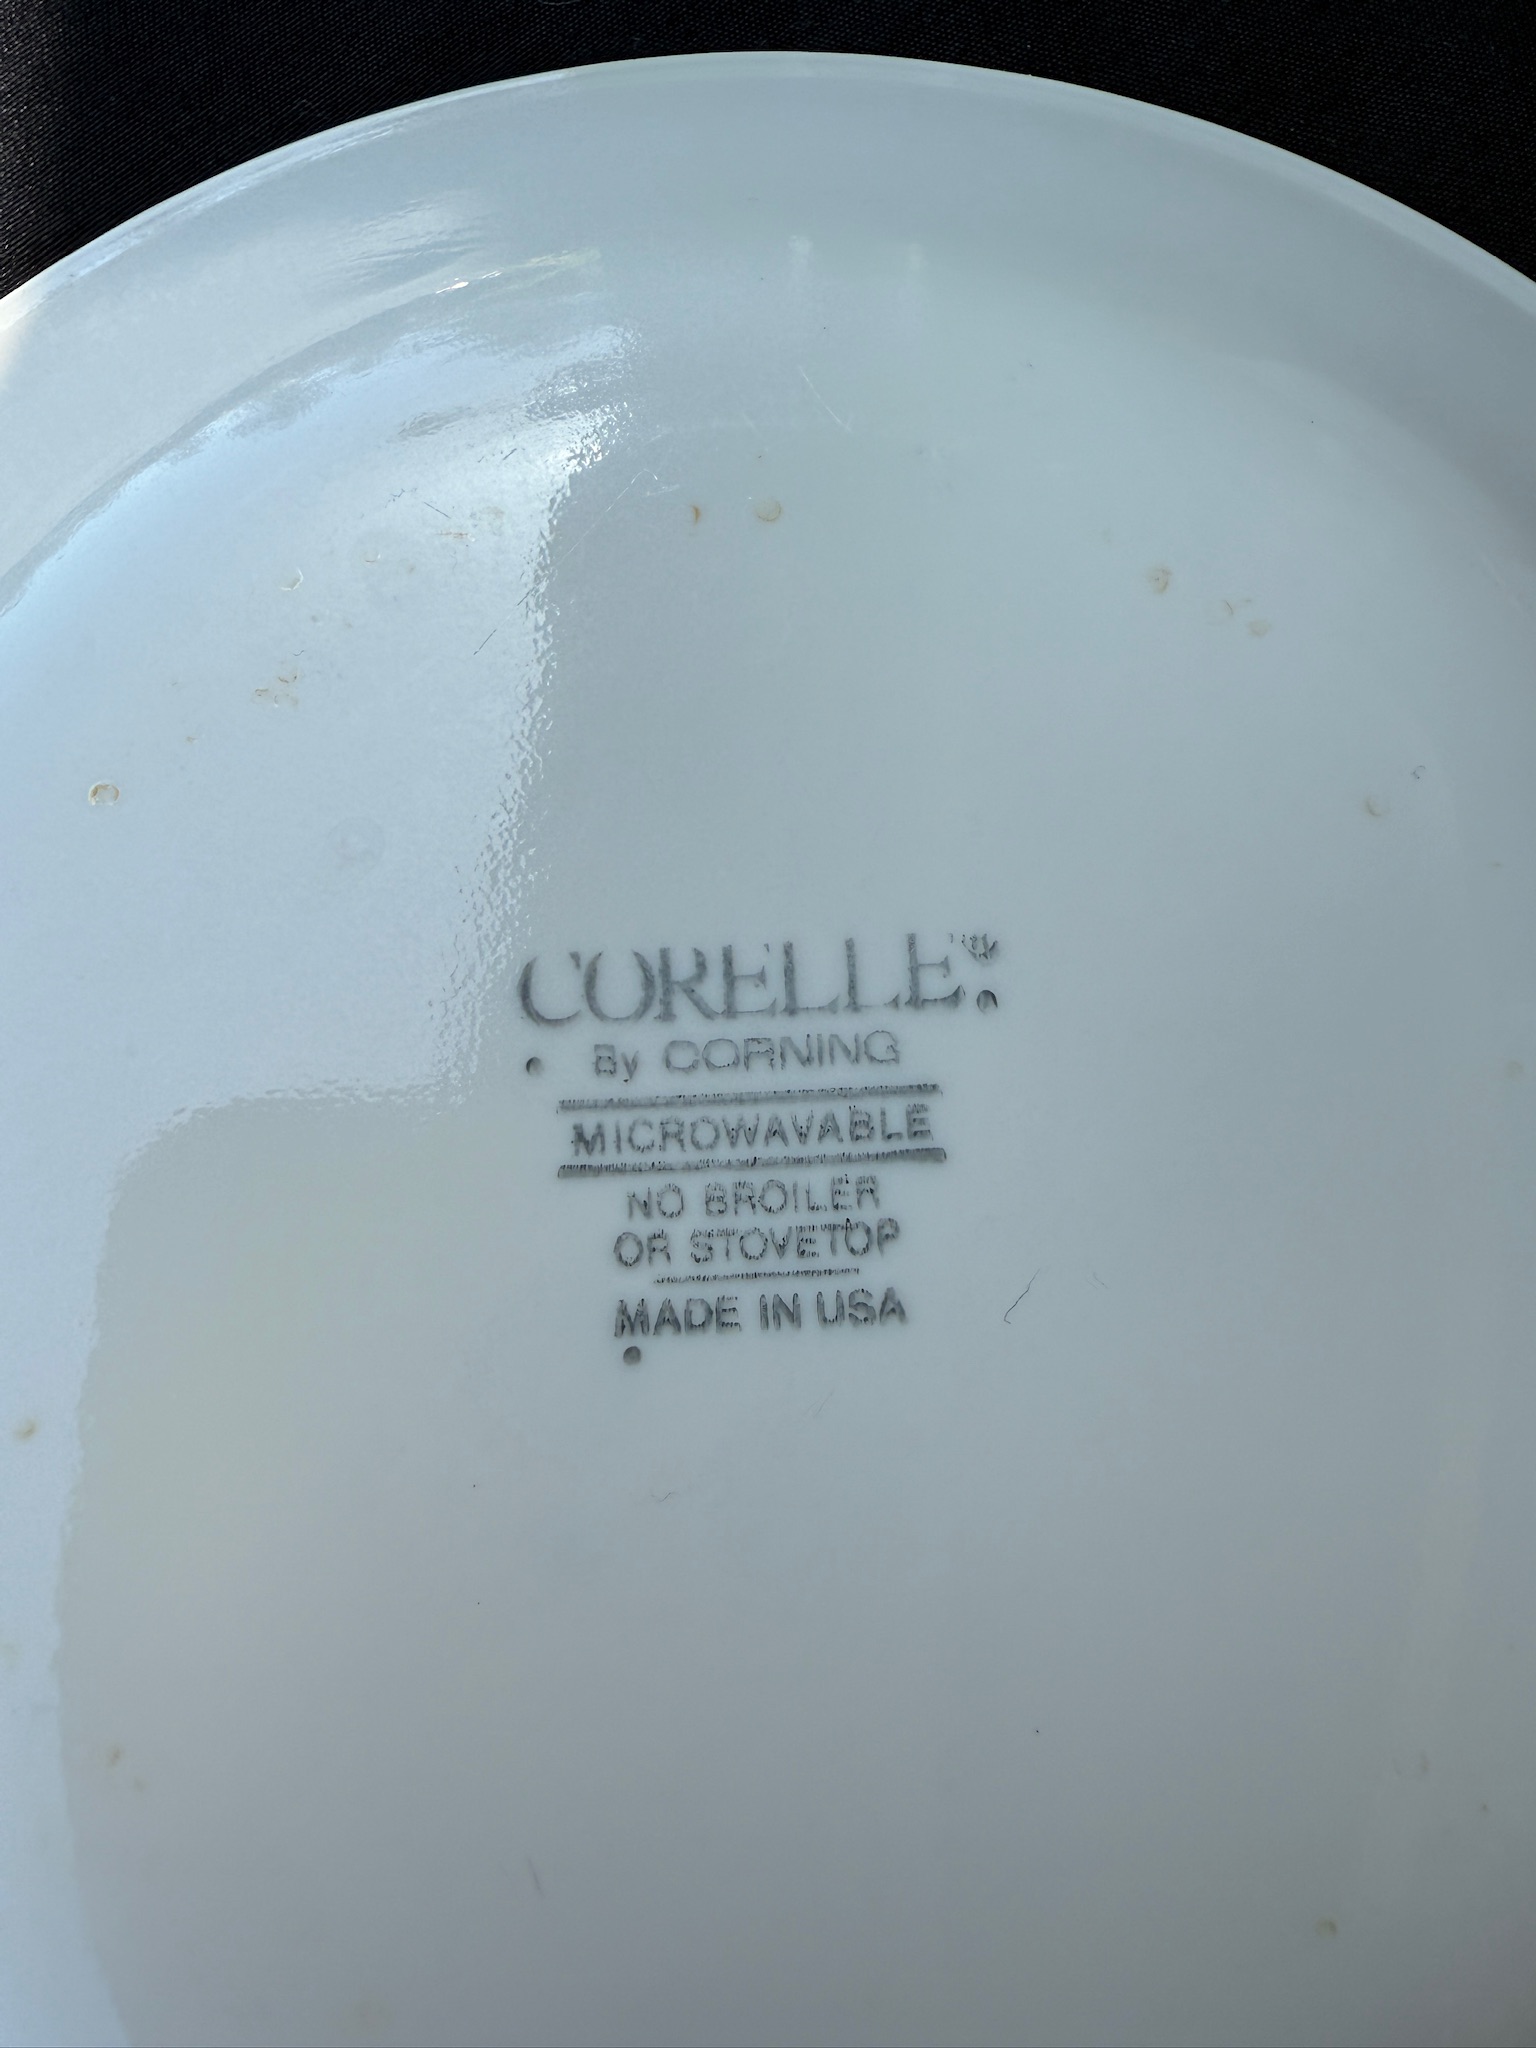 CORELLE®
By CORNING
MICROWAVABLE
NO BROILER
OR STOVETOP
MADE IN USA